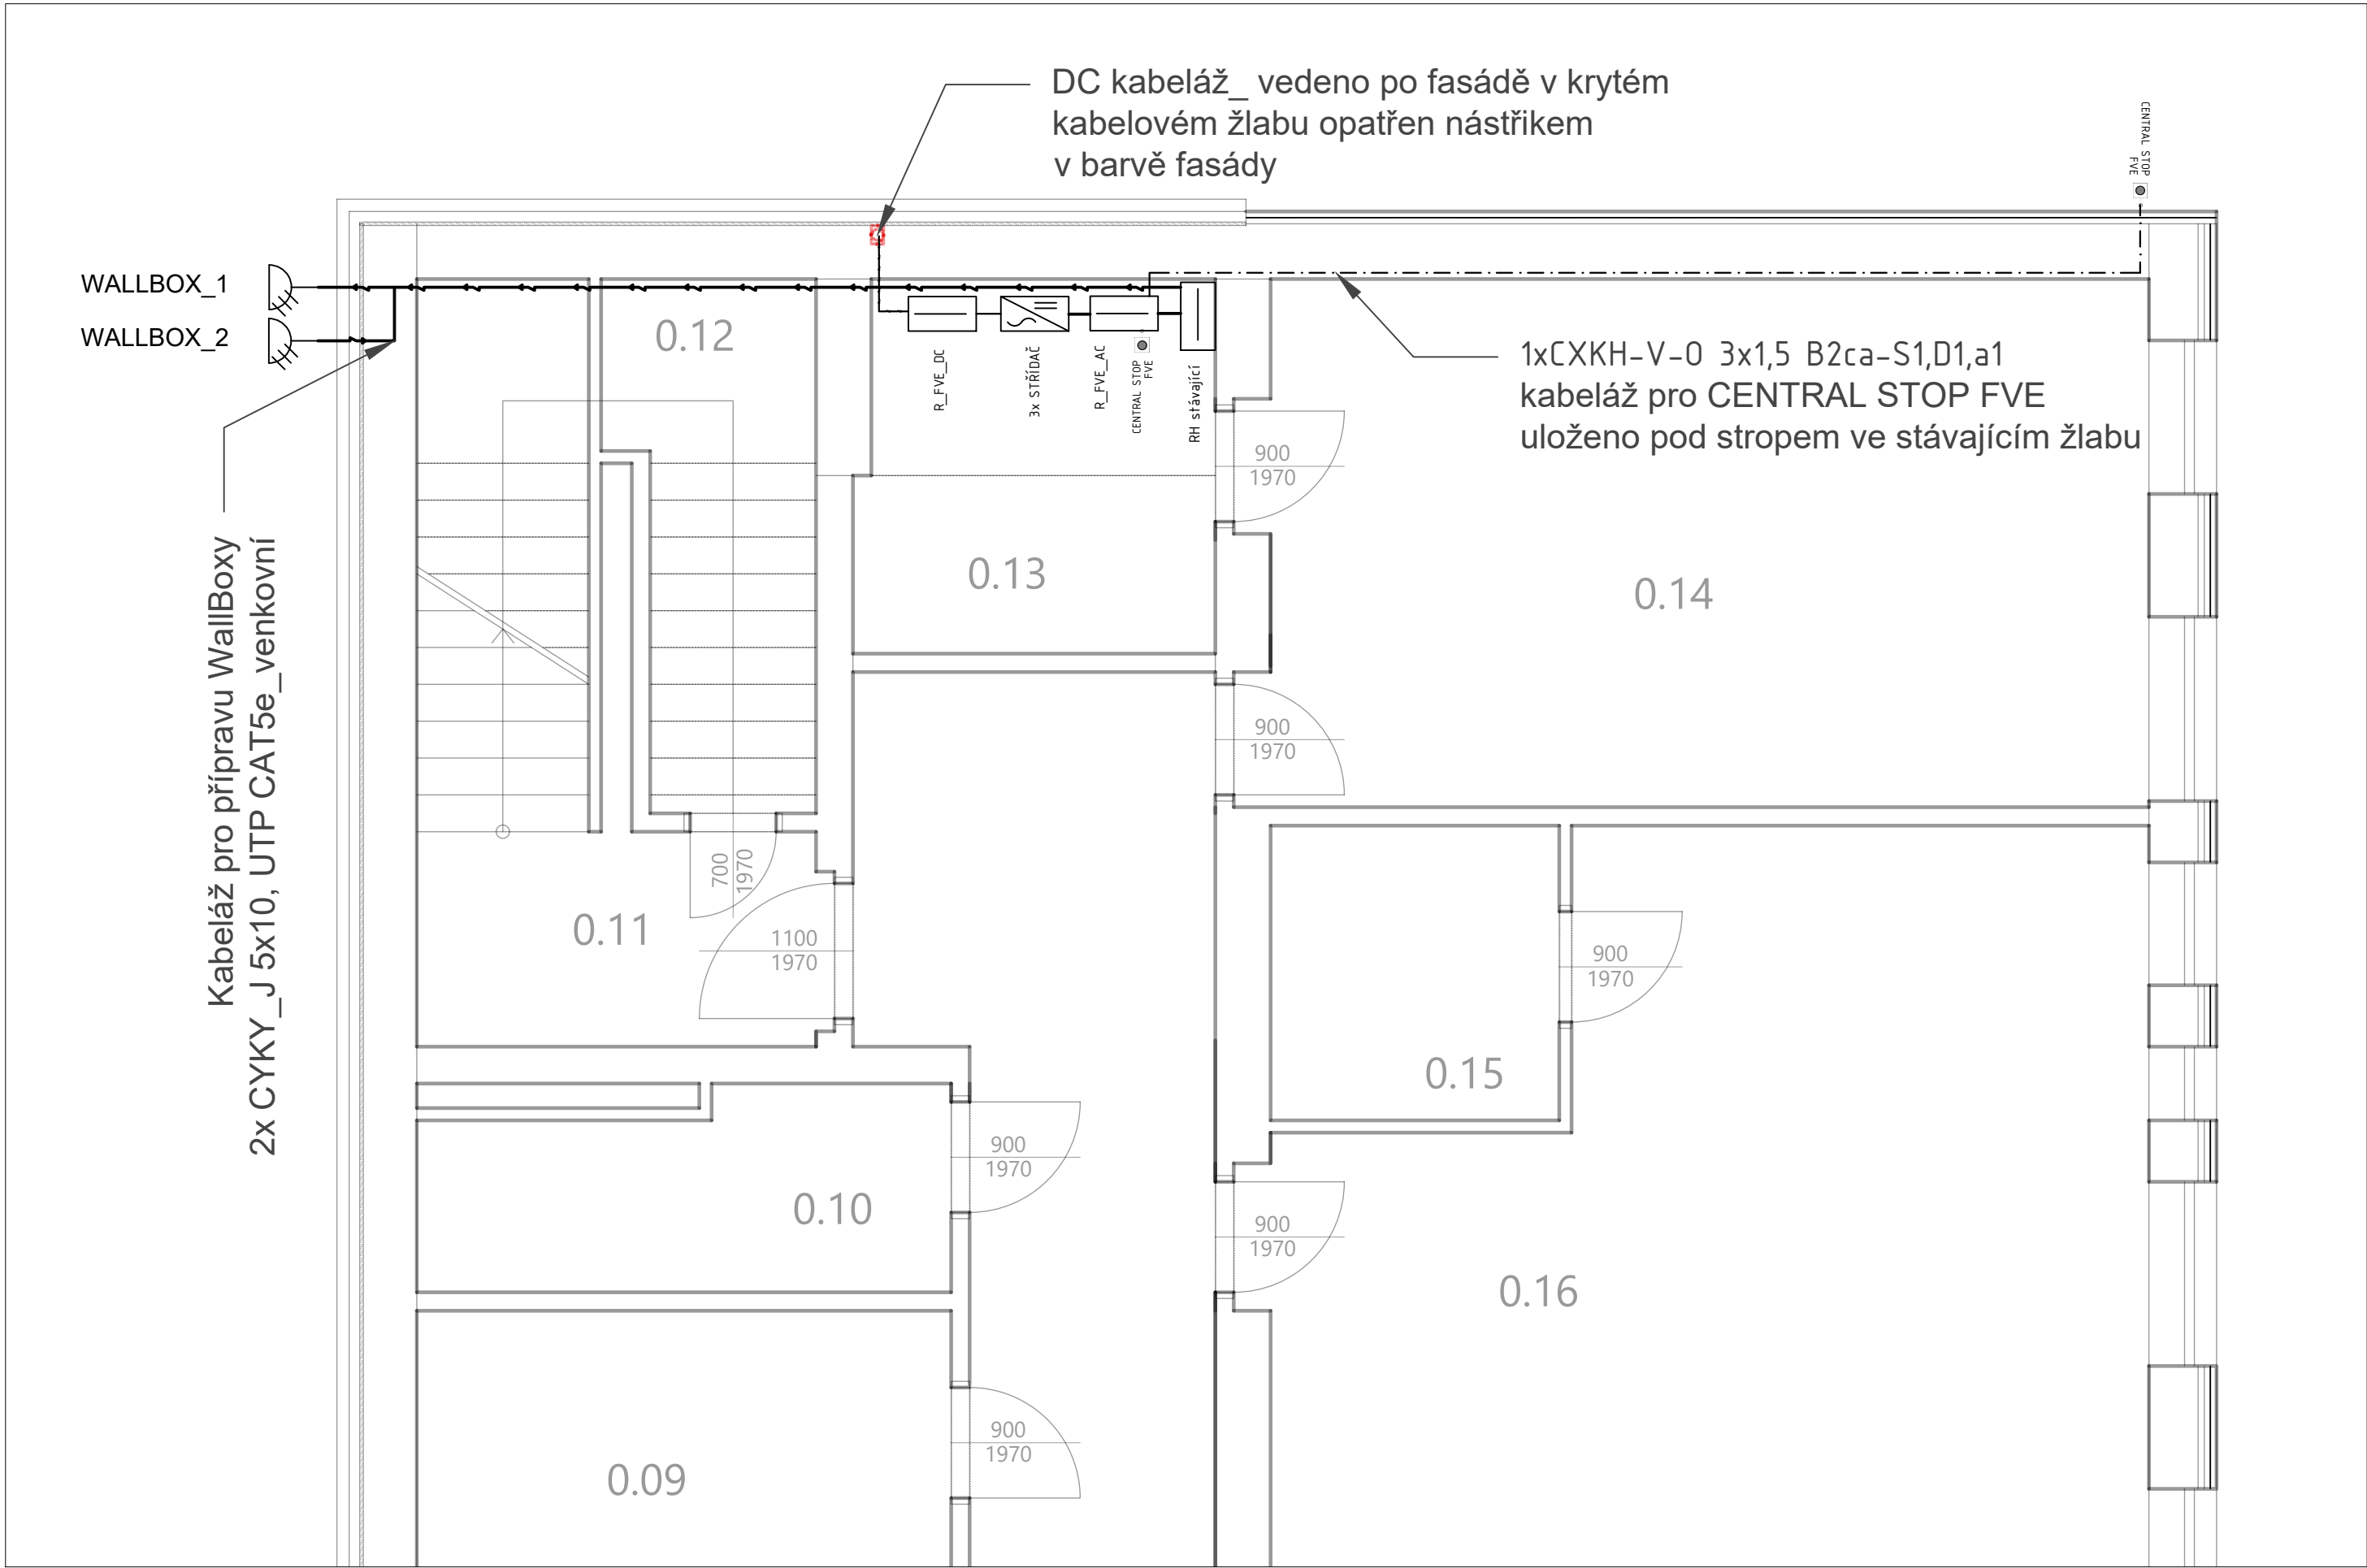 DC kabeláž_ vedeno po fasádě v krytém
kabelovém žlabu opatřen nástřikem
v barvě fasády
CENTRAL STOP
FVE
WALLBOX_1
WALLBOX_2
0.12
R_FVE_DC
3x STŘÍDAČ
R_FVE_AC
CENTRAL STOP
FVE
RH stávající
1xCXKH-V-O 3x1,5 B2ca-S1,D1,a1
kabeláž pro CENTRAL STOP FVE
uloženo pod stropem ve stávajícím žlabu
900
1970
Kabeláž pro přípravu WallBoxy
2x CYKY_J 5x10, UTP CAT5e_venkovní
0.13
0.14
900
1970
700
1970
0.11
1100
1970
900
1970
0.15
900
1970
0.10
900
1970
0.16
900
1970
0.09